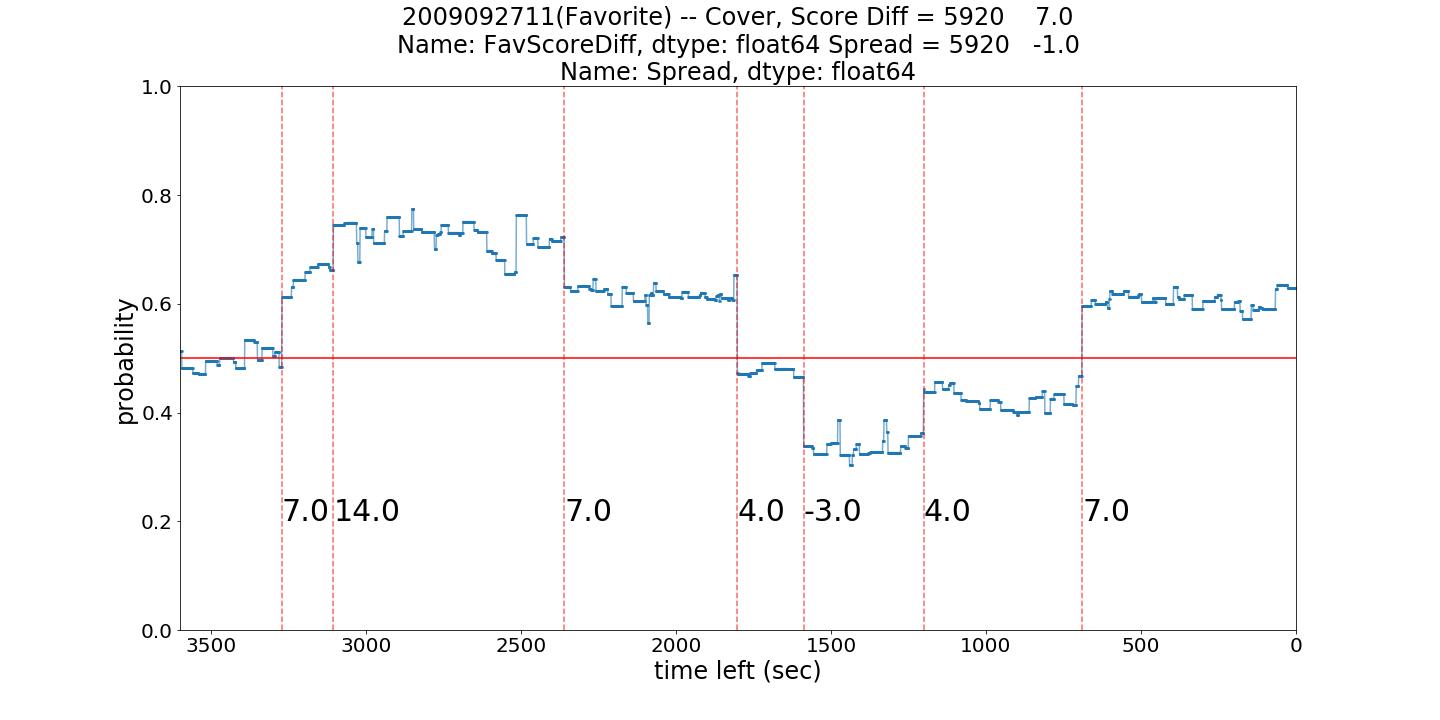 2009092711(Favorite) -- Cover, Score Diff = 5920    7.0
Name: FavScoreDiff, dtype: float64 Spread = 5920   -1.0
Name: Spread, dtype: float64
1.0
0.8
0.6
0.4
0.2
0.0
probability
7.0 14.0 7.0 4.0 -3.0 4.0 7.0
3500 3000 2500 2000 1500 1000 500 0
time left (sec)